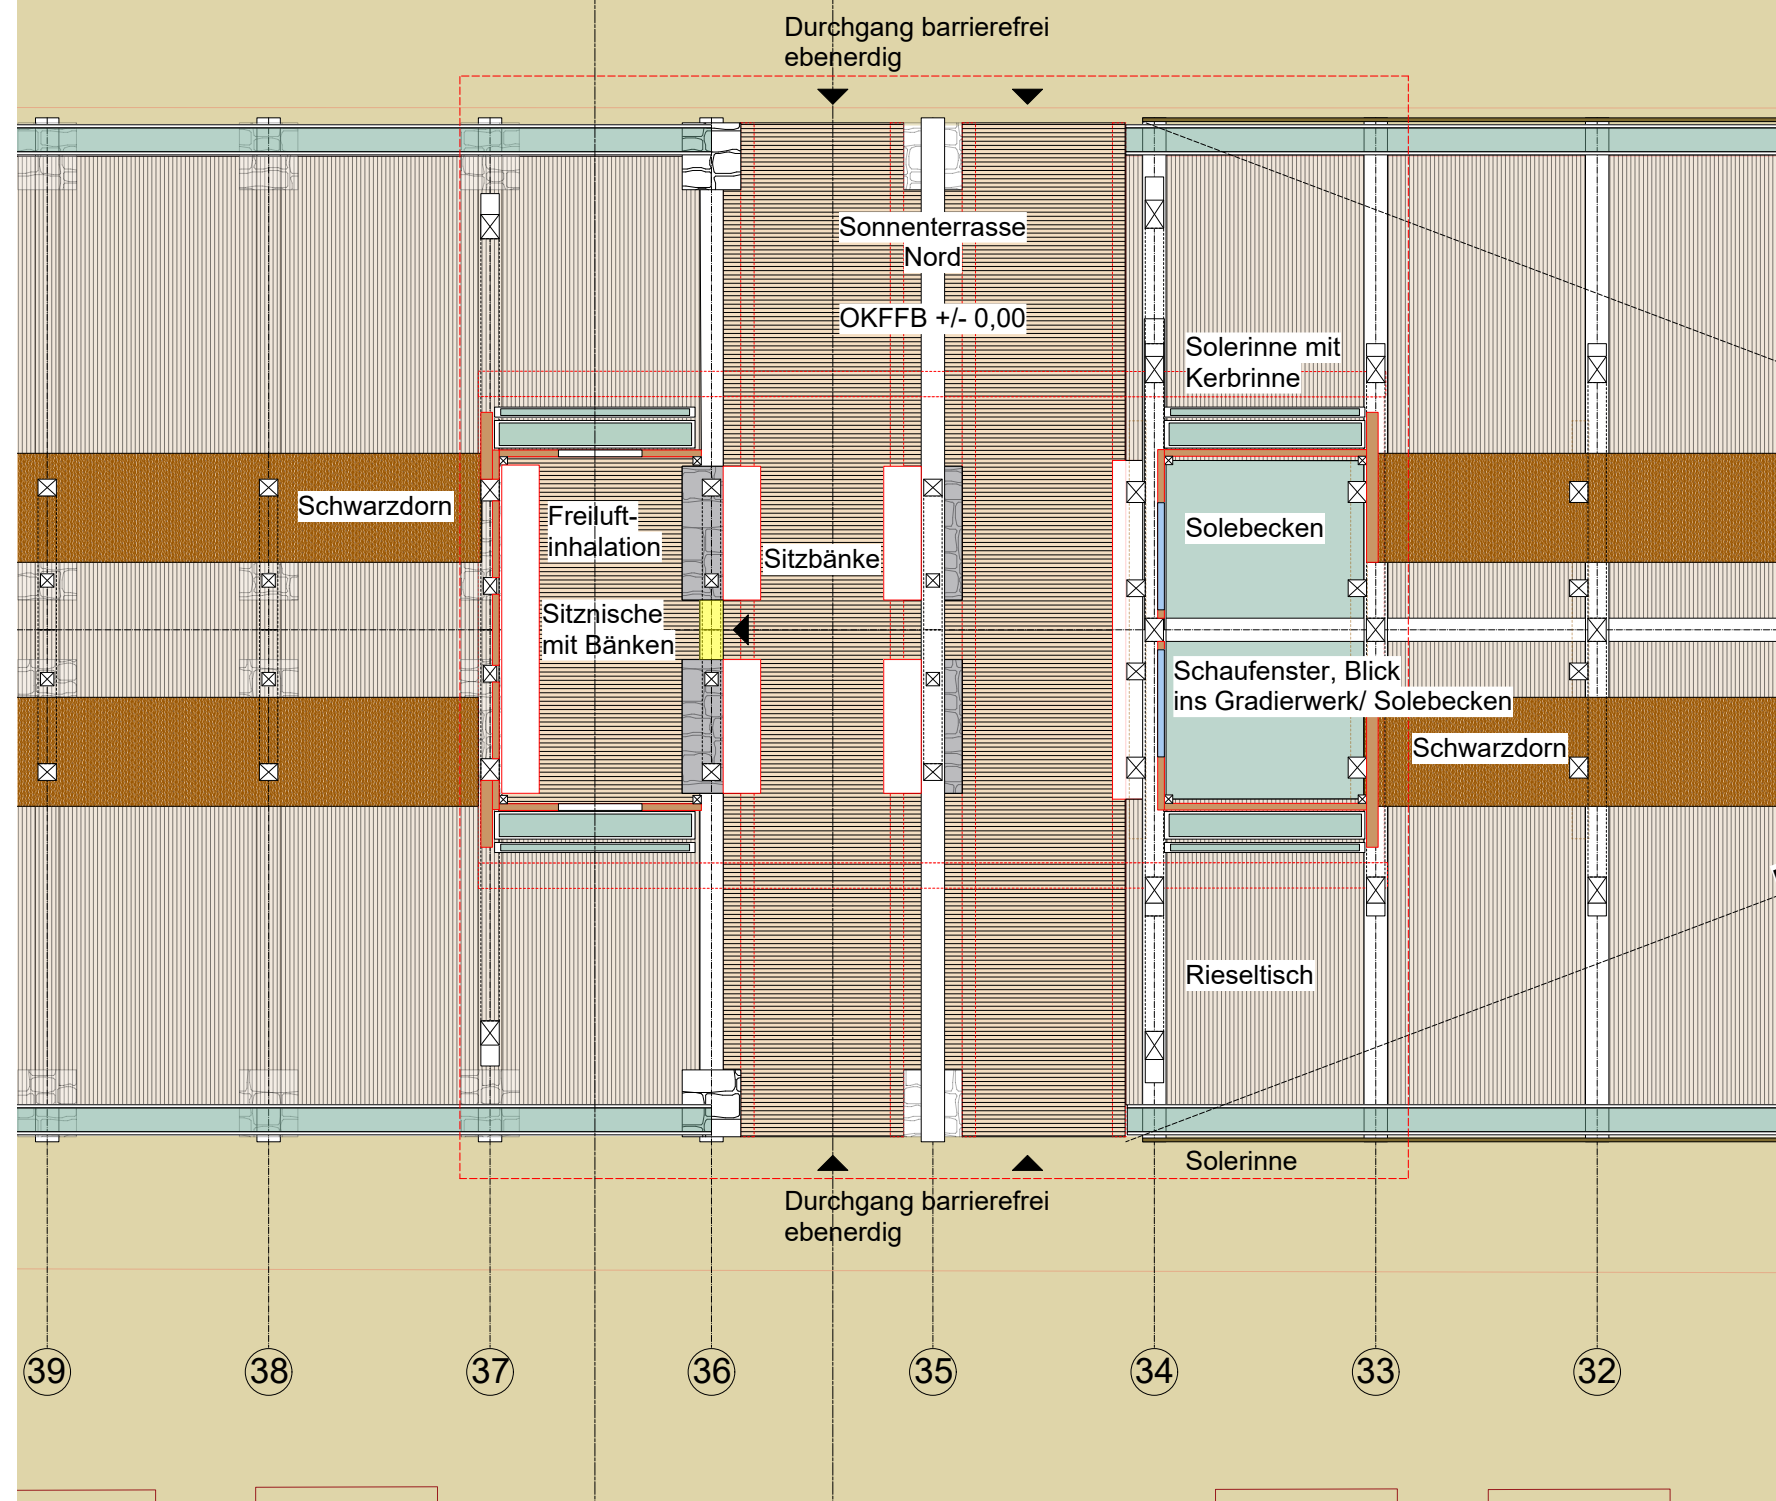 Durchgang barrierefrei
ebenerdig
Sonnenterrasse
Nord
OKFFB +/- 0,00
Solerinne mit
Kerbrinne
Schwarzdorn
Freiluft-
inhalation
Sitzbänke
Solebecken
Sitznische
mit Bänken
Schaufenster, Blick
ins Gradierwerk/ Solebecken
Schwarzdorn
Rieseltisch
Solerinne
Durchgang barrierefrei
ebenerdig
39 38 37 36 35 34 33 32